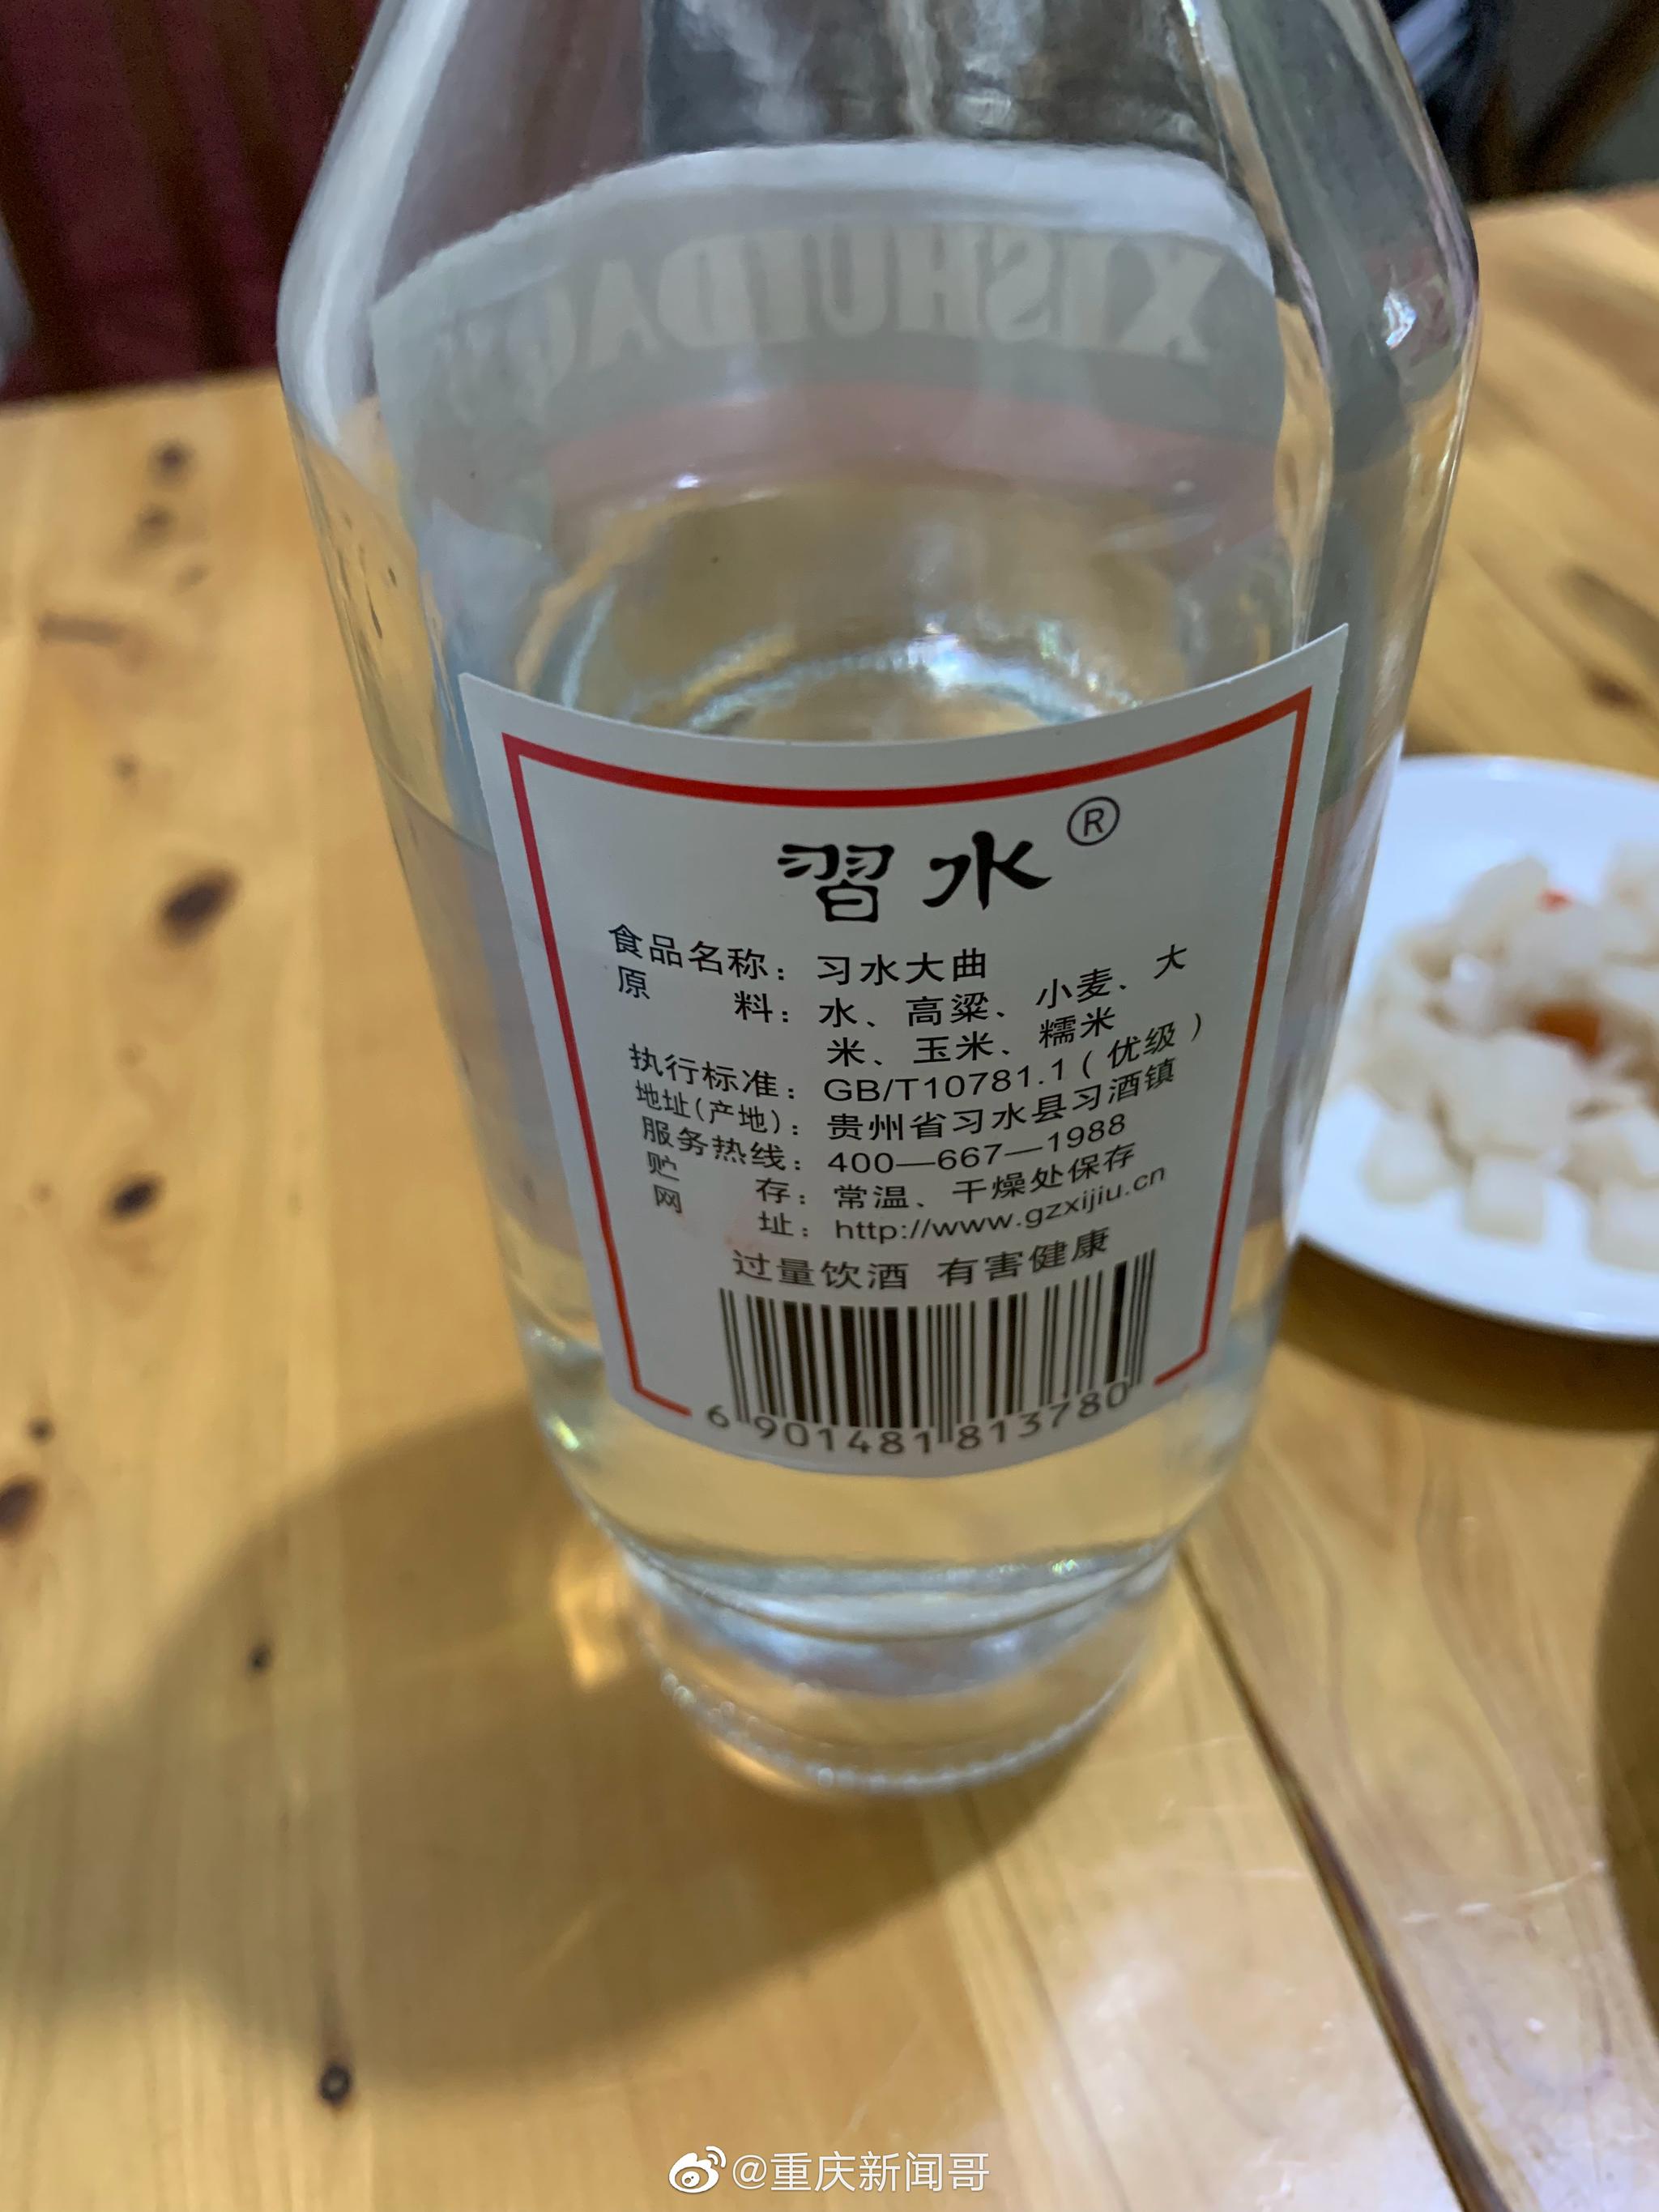 XISHUIDA
習水®
食品名称：习水大曲
原料：水、高粱、小麦、大
米、玉米、糯米
执行标准：GB/T10781.1（优级）
地址(产地)：贵州省习水县习酒镇
服务热线：400—667—1988
贮存：常温、干燥处保存
网址：http://www.gzxijiu.cn
过量饮酒 有害健康
6 901481 813780
@重庆新闻哥